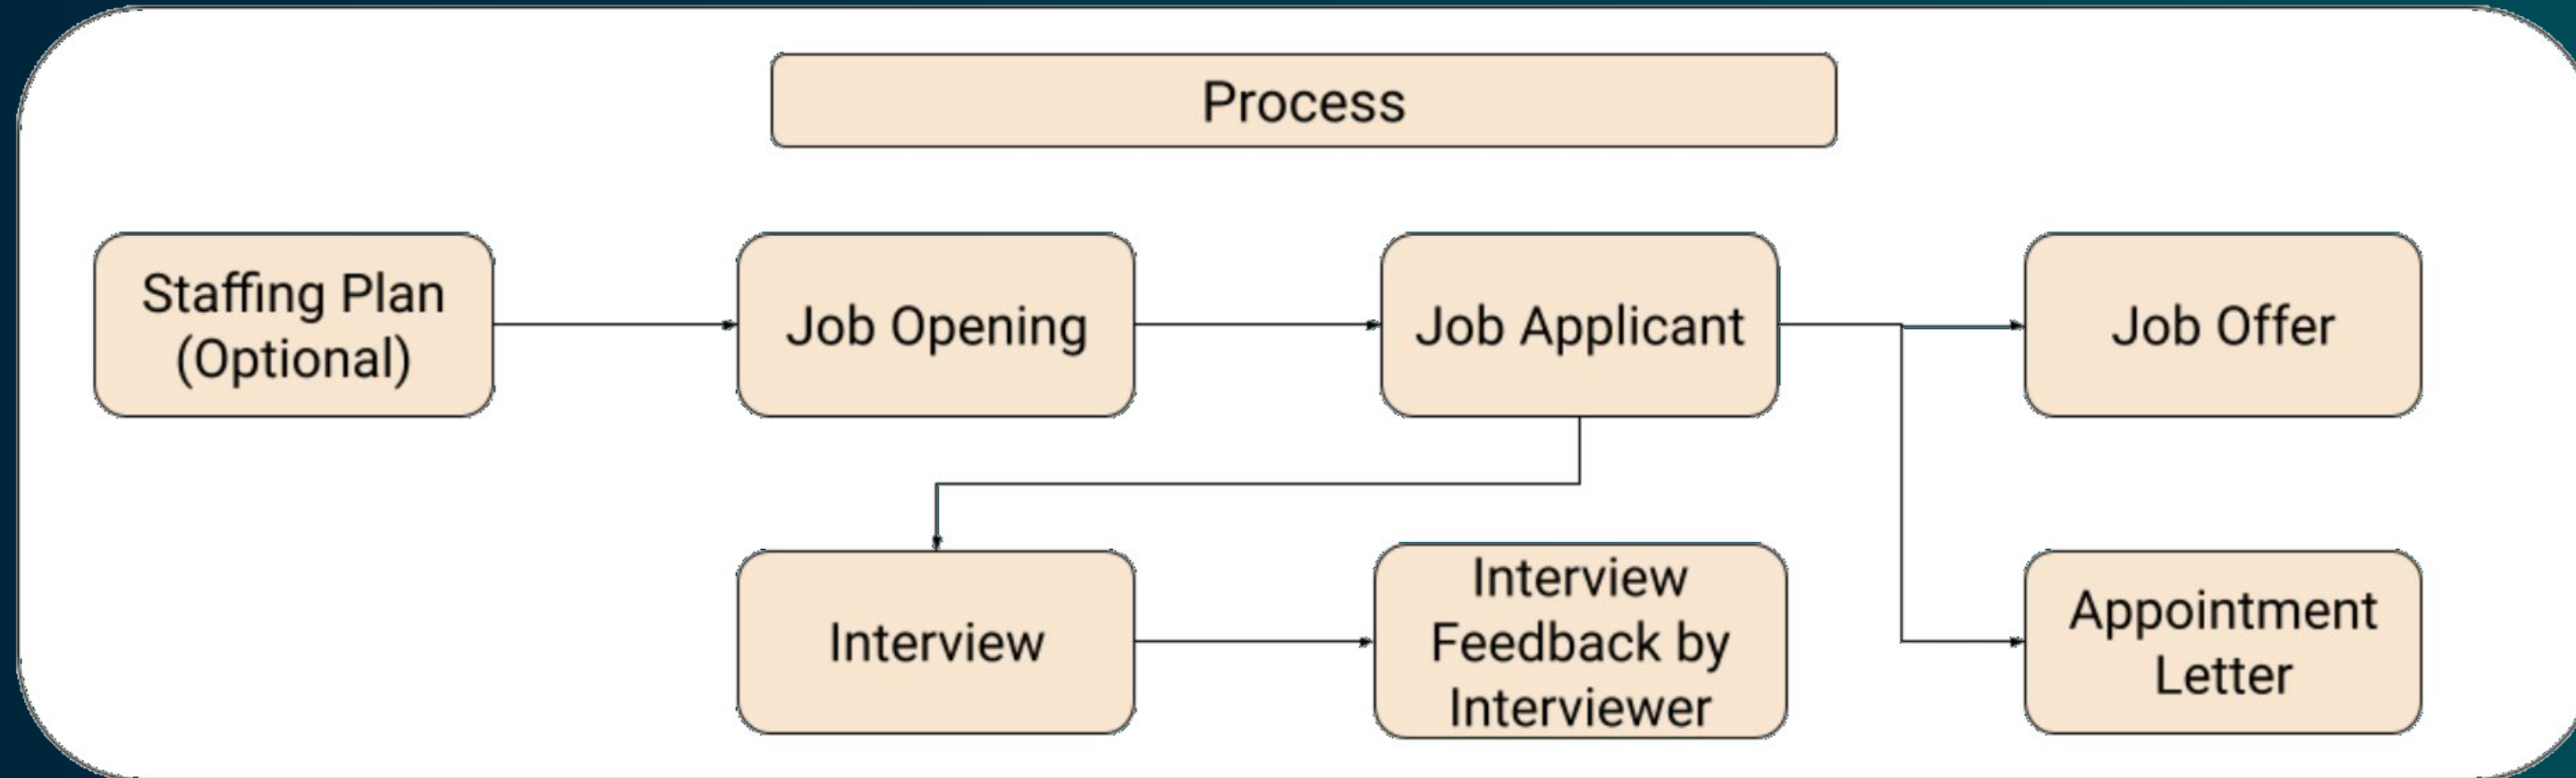 Process
Staffing Plan
(Optional)
Job Opening
Job Applicant
Job Offer
Interview
Interview
Feedback by
Interviewer
Appointment
Letter